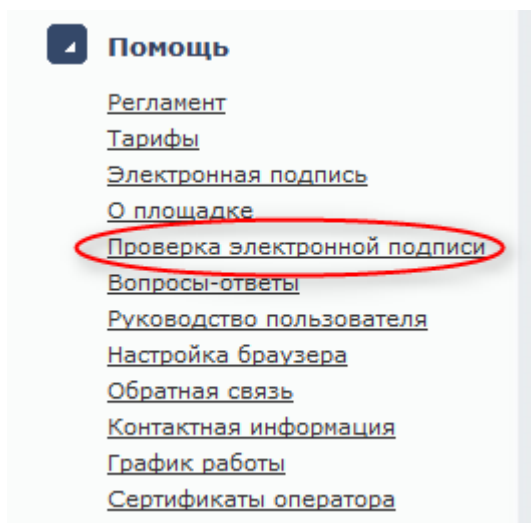 Помощь
Регламент
Тарифы
Электронная подпись
О площадке
Проверка электронной подписи
Вопросы-ответы
Руководство пользователя
Настройка браузера
Обратная связь
Контактная информация
График работы
Сертификаты оператора